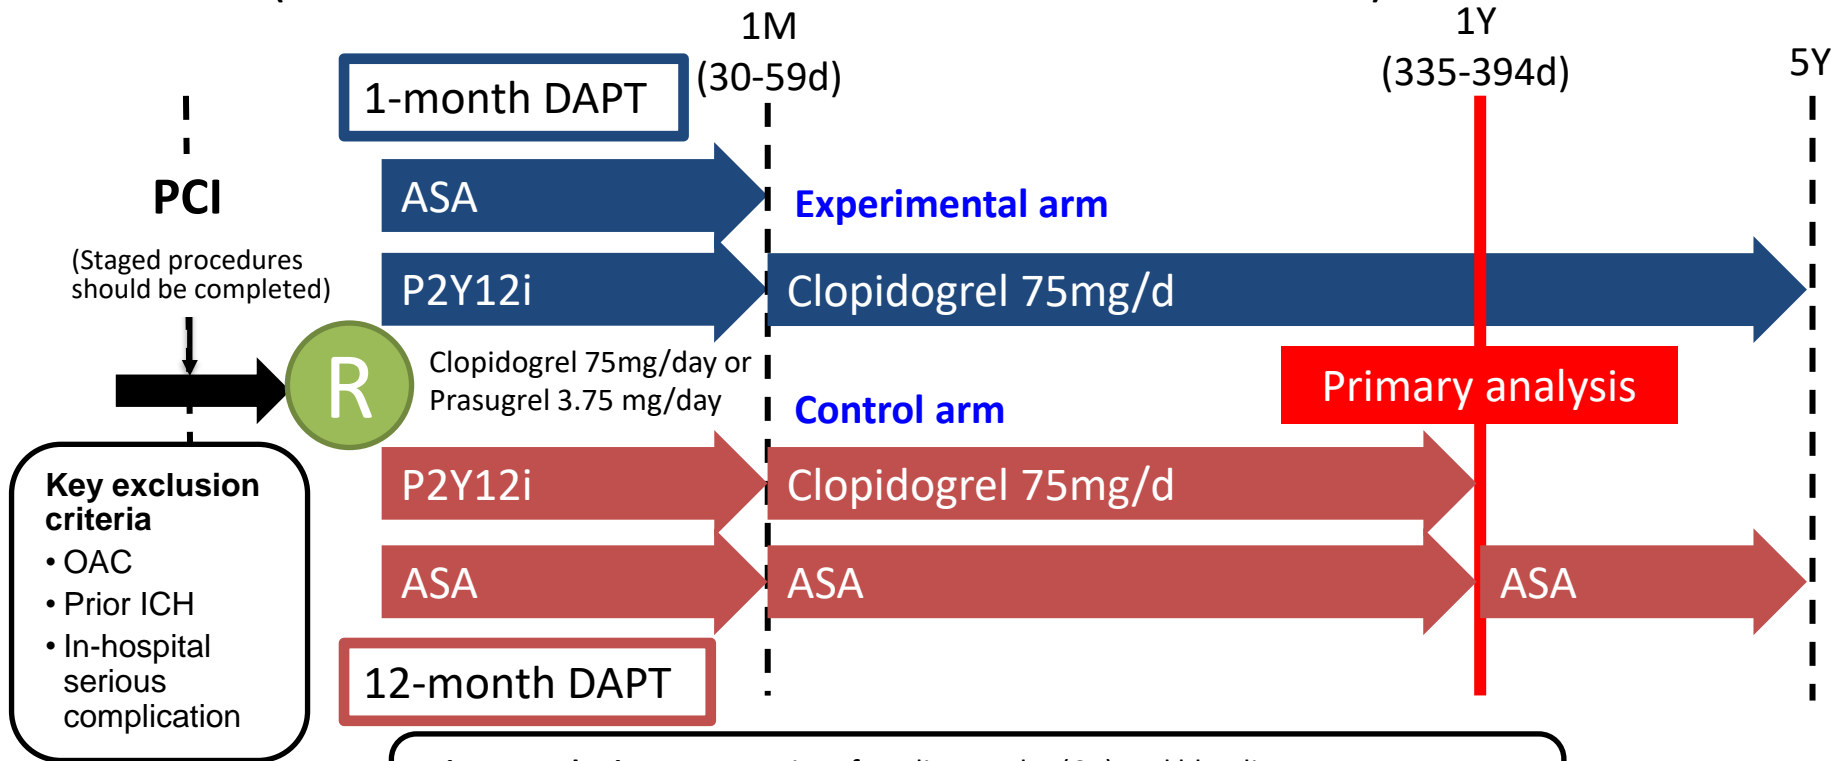 1M
(30-59d)
1Y
(335-394d)
5Y
1-month DAPT
PCI
(Staged procedures
should be completed)
ASA
Experimental arm
P2Y12i
Clopidogrel 75mg/d
R
Clopidogrel 75mg/day or
Prasugrel 3.75 mg/day
Primary analysis
Control arm
P2Y12i
Clopidogrel 75mg/d
ASA
ASA
ASA
12-month DAPT
Key exclusion
criteria
• OAC
• Prior ICH
• In-hospital
serious
complication